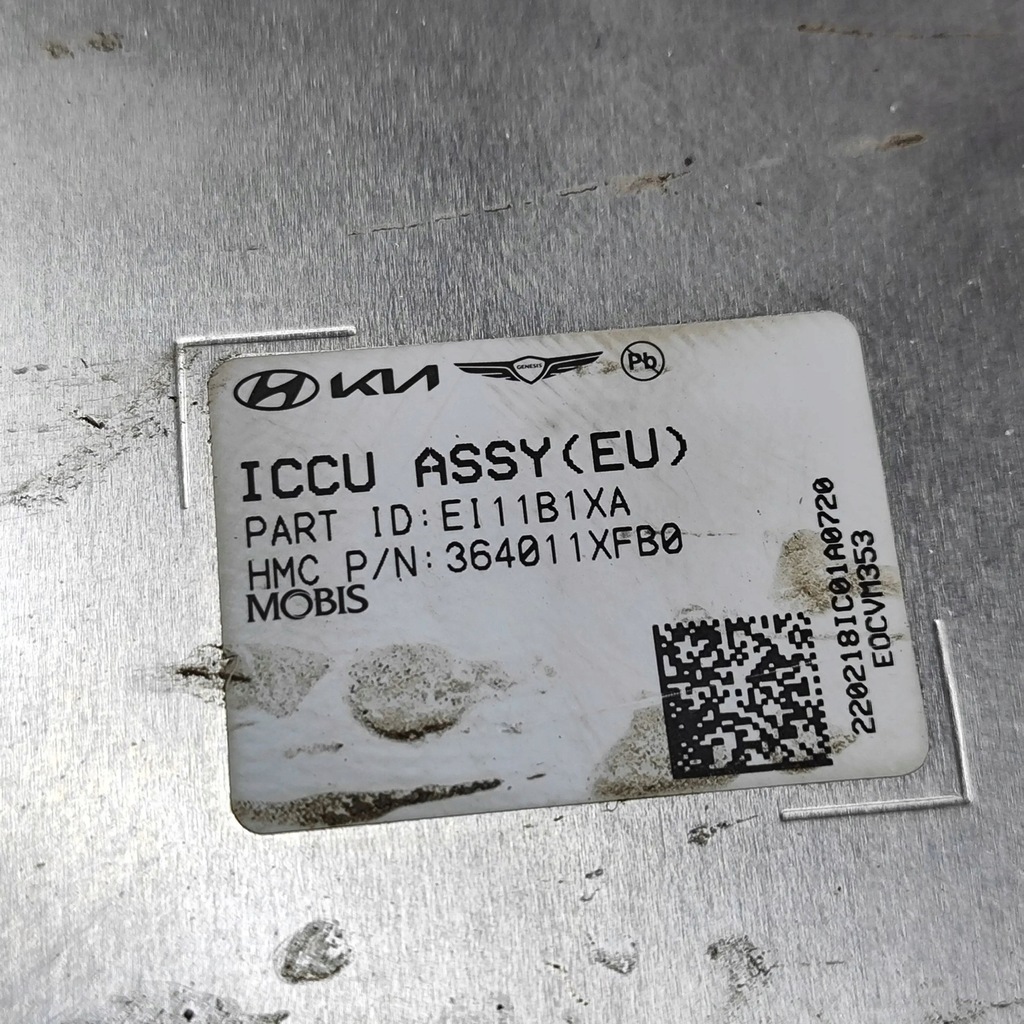 KIA GENESIS Pb
ICCU ASSY(EU)
PART ID:EI11B1XA
HMC P/N:364011XFB0
MOBIS
220218IC01A0720
EOCVM353